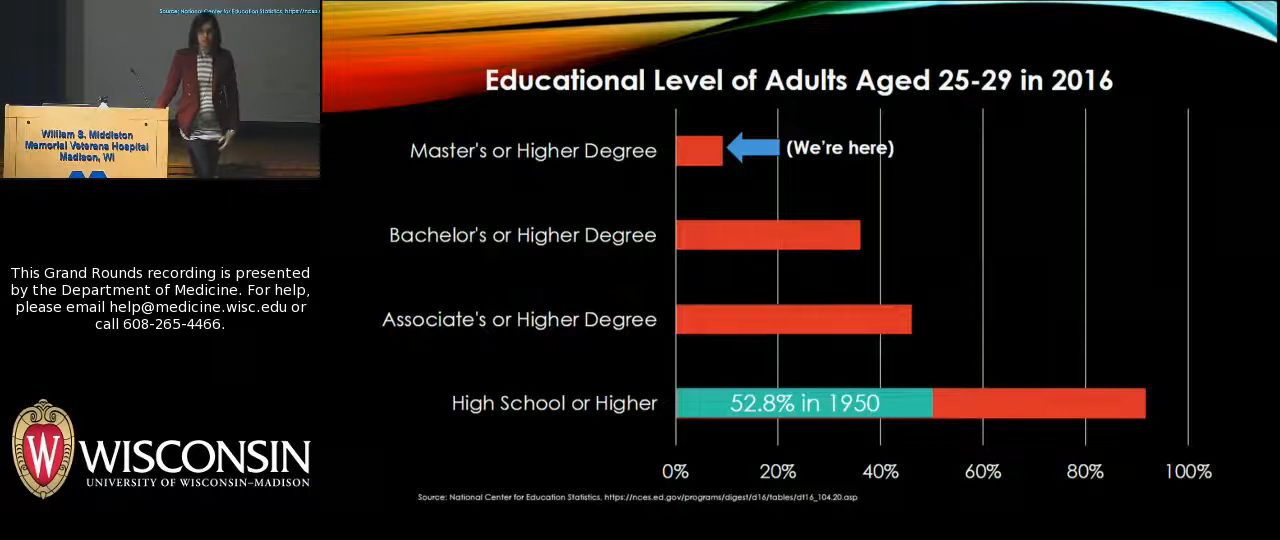 Source: National Center for Education Statistics, https://nces.
William S. Middleton
Memorial Veterans Hospital
Madison, WI
This Grand Rounds recording is presented
by the Department of Medicine. For help,
please email help@medicine.wisc.edu or
call 608-265-4466.
W
WISCONSIN
UNIVERSITY OF WISCONSIN–MADISON
Educational Level of Adults Aged 25-29 in 2016
Master's or Higher Degree
(We're here)
Bachelor's or Higher Degree
Associate's or Higher Degree
High School or Higher
52.8% in 1950
0% 20% 40% 60% 80% 100%
Source: National Center for Education Statistics, https://nces.ed.gov/programs/digest/d16/tables/dt16_104.20.asp